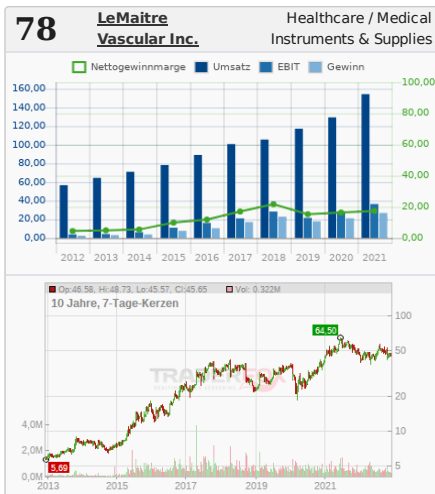 78
LeMaitre
Vascular Inc.
Healthcare / Medical
Instruments & Supplies
Nettogewinnmarge Umsatz EBIT Gewinn
160,00 100,00
140,00
120,00 80,00
100,00 60,00
80,00
60,00 40,00
40,00 20,00
20,00
0,00 0,00
2012 2013 2014 2015 2016 2017 2018 2019 2020 2021
Op:46.58, Hi:48.73, Lo:45.57, Cl:45.65 Vol: 0.322M
10 Jahre, 7-Tage-Kerzen
100
64,50
50
TRADERFOX
20
4,0M 10
2,0M
5,69 5
0,0M
2013 2015 2017 2019 2021